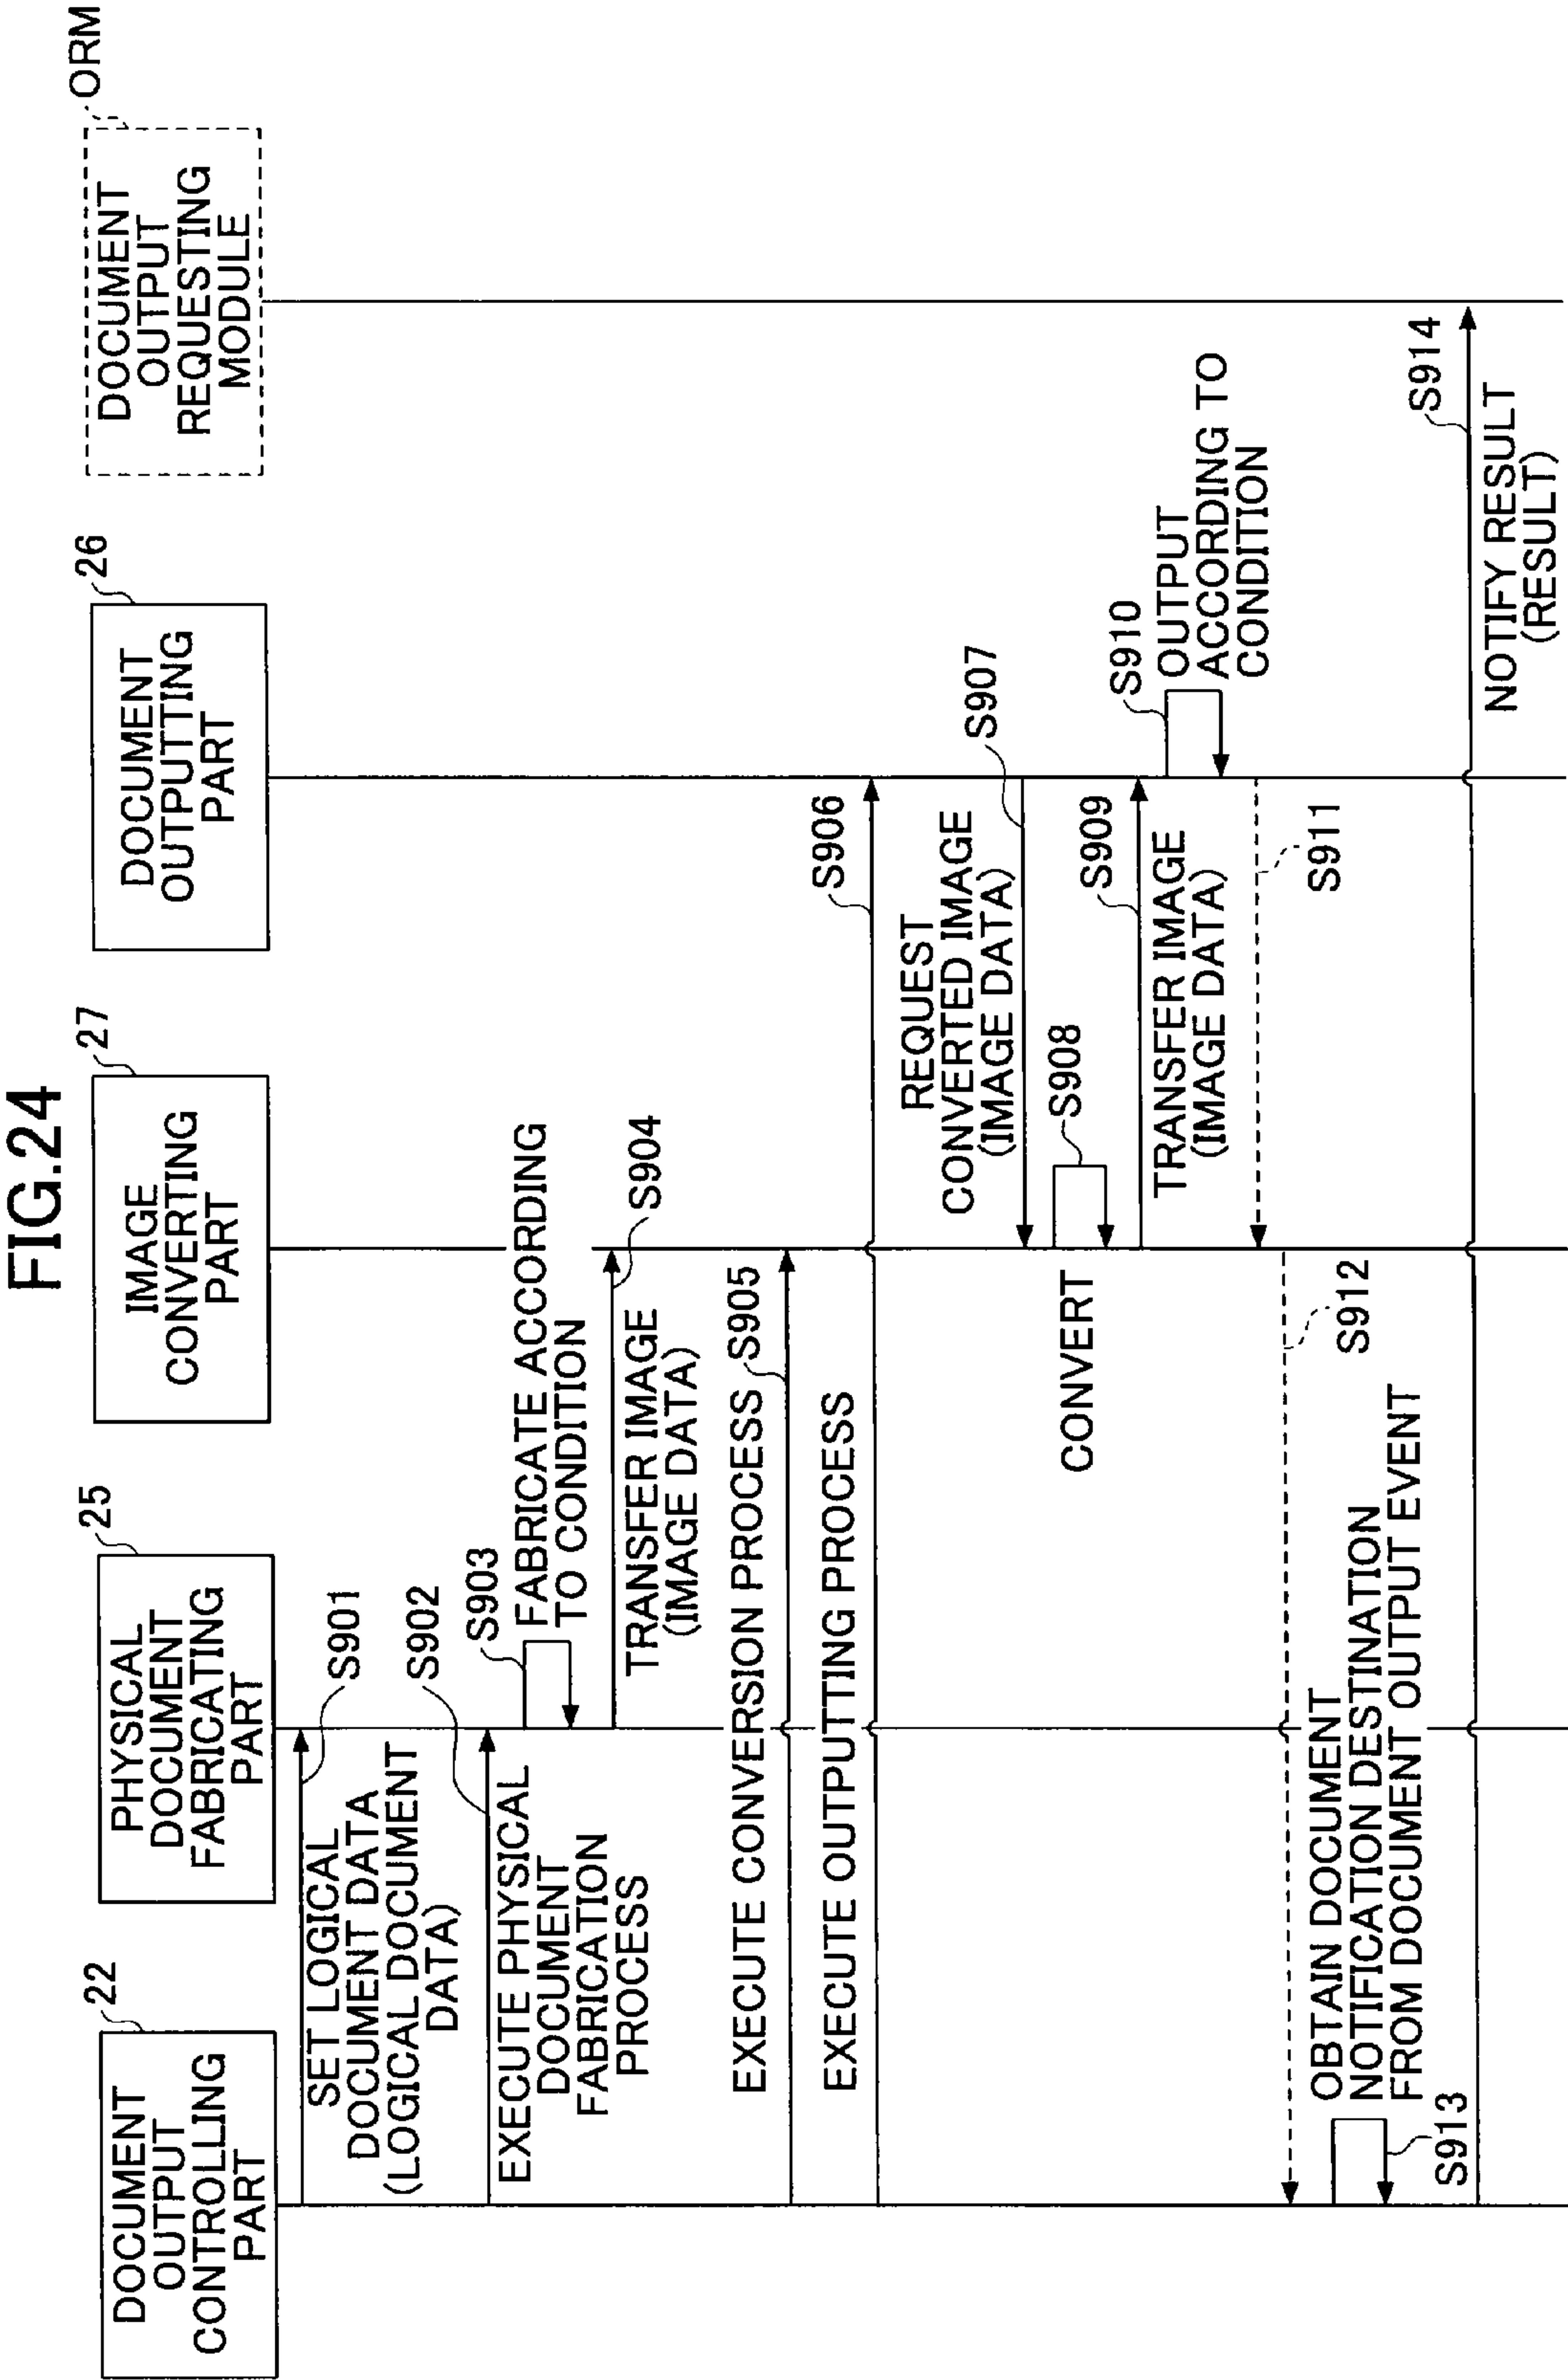 FIG.24
DOCUMENT
OUTPUT
CONTROLLING
PART
22
PHYSICAL
DOCUMENT
FABRICATING
PART
25
IMAGE
CONVERTING
PART
27
DOCUMENT
OUTPUTTING
PART
26
DOCUMENT
OUTPUT
REQUESTING
MODULE
ORM
SET LOGICAL
DOCUMENT DATA
(LOGICAL DOCUMENT
DATA)
S901
EXECUTE PHYSICAL
DOCUMENT
FABRICATION
PROCESS
S902
S903
FABRICATE ACCORDING
TO CONDITION
S904
TRANSFER IMAGE
(IMAGE DATA)
EXECUTE CONVERSION PROCESS
S905
EXECUTE OUTPUTTING PROCESS
S906
REQUEST
CONVERTED IMAGE
(IMAGE DATA)
S907
CONVERT
S908
S909
TRANSFER IMAGE
(IMAGE DATA)
S910
OUTPUT
ACCORDING TO
CONDITION
S911
S912
OBTAIN DOCUMENT
NOTIFICATION DESTINATION
FROM DOCUMENT OUTPUT EVENT
S913
S914
NOTIFY RESULT
(RESULT)